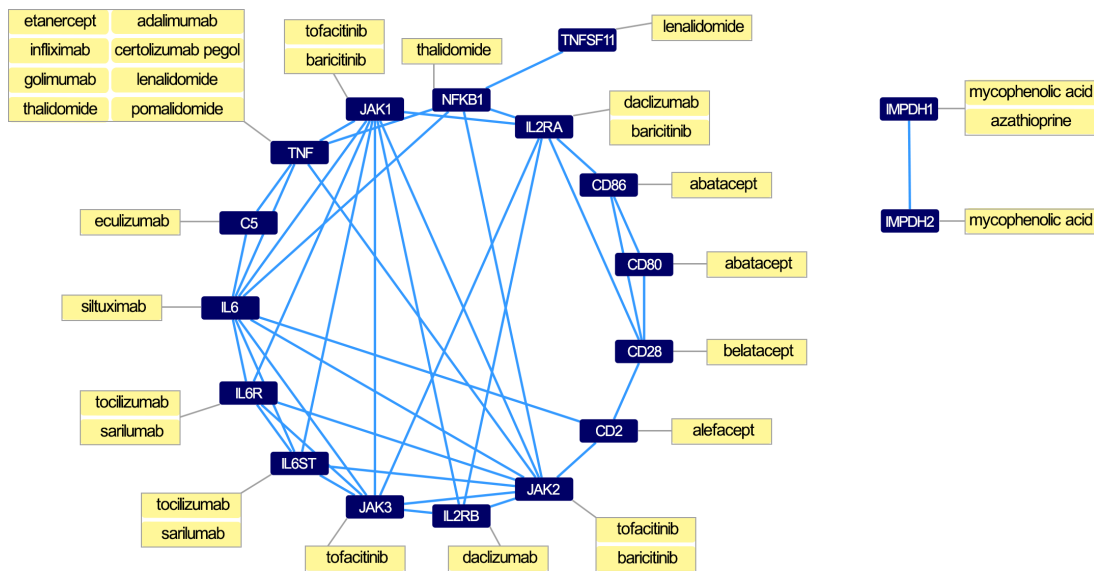 etanercept adalimumab
infliximab certolizumab pegol
golimumab lenalidomide
thalidomide pomalidomide
tofacitinib
baricitinib
thalidomide
TNFSF11
lenalidomide
JAK1
NFKB1
IL2RA
daclizumab
baricitinib
IMPDH1
mycophenolic acid
azathioprine
TNF
CD86
abatacept
eculizumab
C5
IMPDH2
mycophenolic acid
CD80
abatacept
siltuximab
IL6
CD28
belatacept
IL6R
tocilizumab
sarilumab
CD2
alefacept
IL6ST
tocilizumab
sarilumab
JAK3
IL2RB
JAK2
tofacitinib
daclizumab
tofacitinib
baricitinib